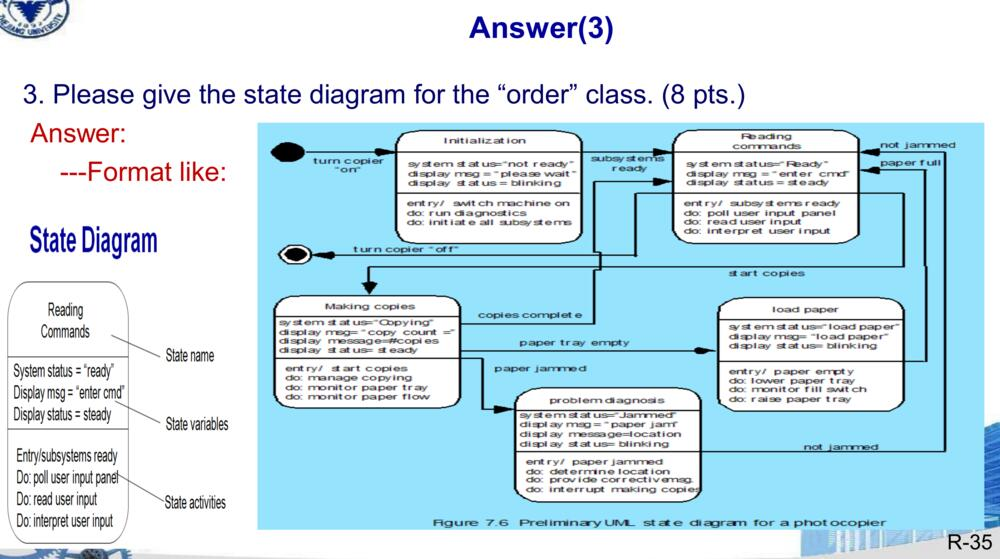 ZHEJIANG UNIVERSITY
Answer(3)
3. Please give the state diagram for the “order” class. (8 pts.)
Answer:
---Format like:
State Diagram
Reading
Commands
State name
System status = “ready”
Display msg = “enter cmd”
Display status = steady
State variables
Entry/subsystems ready
Do: poll user input panel
Do: read user input
Do: interpret user input
State activities
turn copier
"on"
Initialization
system status="not ready"
display msg = "please wait"
display status = blinking
entry/ switch machine on
do: run diagnostics
do: initiate all subsystems
subsystems
ready
Reading
commands
system status="Ready"
display msg = "enter cmd"
display status = steady
entry/ subsystems ready
do: poll user input panel
do: read user input
do: interpret user input
not jammed
paper full
turn copier "off"
start copies
Making copies
system status="Copying"
display msg= "copy count ="
display message=#copies
display status= steady
entry/ start copies
do: manage copying
do: monitor paper tray
do: monitor paper flow
copies complete
paper tray empty
paper jammed
load paper
system status="load paper"
display msg= "load paper"
display status= blinking
entry/ paper empty
do: lower paper tray
do: monitor fill switch
do: raise paper tray
problem diagnosis
system status="Jammed"
display msg = "paper jam"
display message=location
display status= blinking
entry/ paper jammed
do: determine location
do: provide corrective msg.
do: interrupt making copies
not jammed
Figure 7.6 Preliminary UML state diagram for a photocopier
R-35